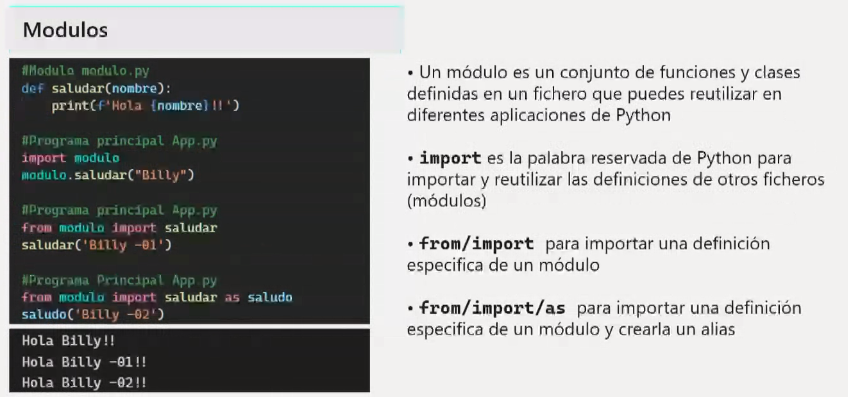 Modulos
#Modulo modulo.py
def saludar(nombre):
    print(f'Hola {nombre}!!')
#Programa principal App.py
import modulo
modulo.saludar("Billy")
#Programa principal App.py
from modulo import saludar
saludar('Billy -01')
#Programa Principal App.py
from modulo import saludar as saludo
saludo('Billy -02')
Hola Billy!!
Hola Billy -01!!
Hola Billy -02!!
• Un módulo es un conjunto de funciones y clases
definidas en un fichero que puedes reutilizar en
diferentes aplicaciones de Python
• import es la palabra reservada de Python para
importar y reutilizar las definiciones de otros ficheros
(módulos)
• from/import para importar una definición
especifica de un módulo
• from/import/as para importar una definición
especifica de un módulo y crearla un alias